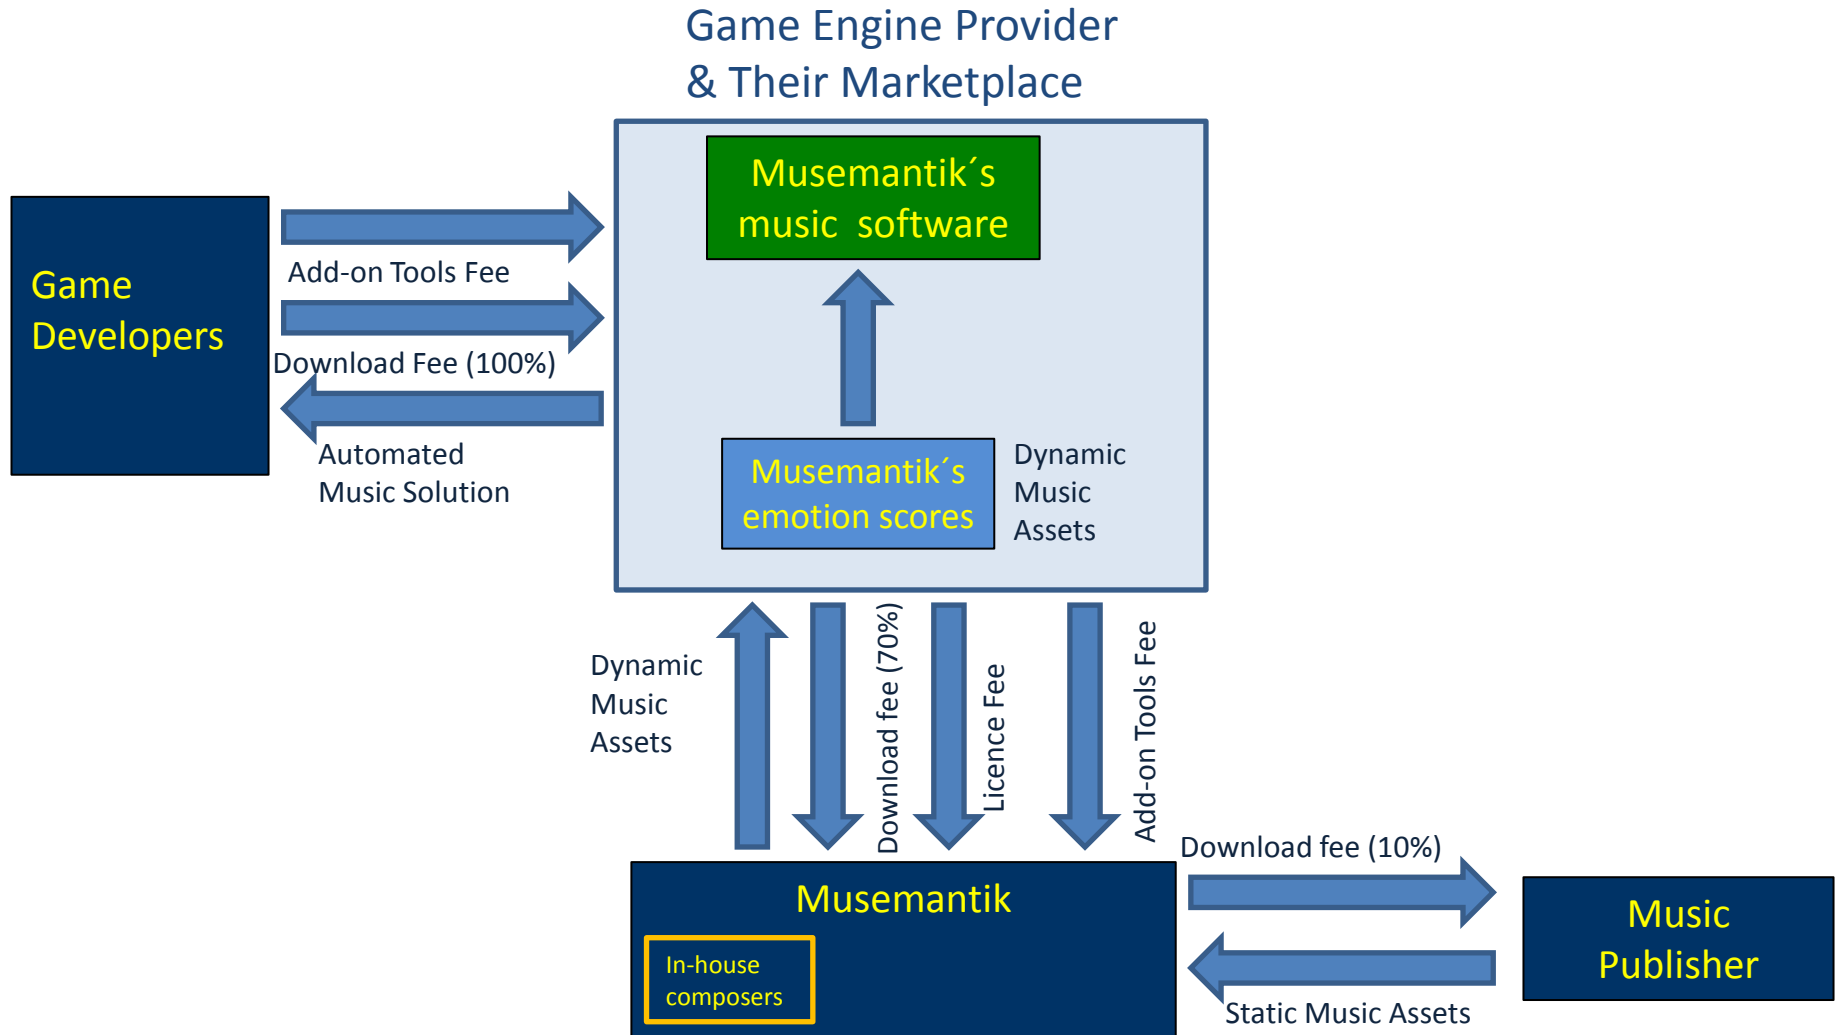 Game Engine Provider
& Their Marketplace
Musemantik´s
music software
Game
Developers
Add-on Tools Fee
Download Fee (100%)
Automated
Music Solution
Musemantik´s
emotion scores
Dynamic
Music
Assets
Dynamic
Music
Assets
Download fee (70%)
Licence Fee
Add-on Tools Fee
Musemantik
In-house
composers
Download fee (10%)
Static Music Assets
Music
Publisher